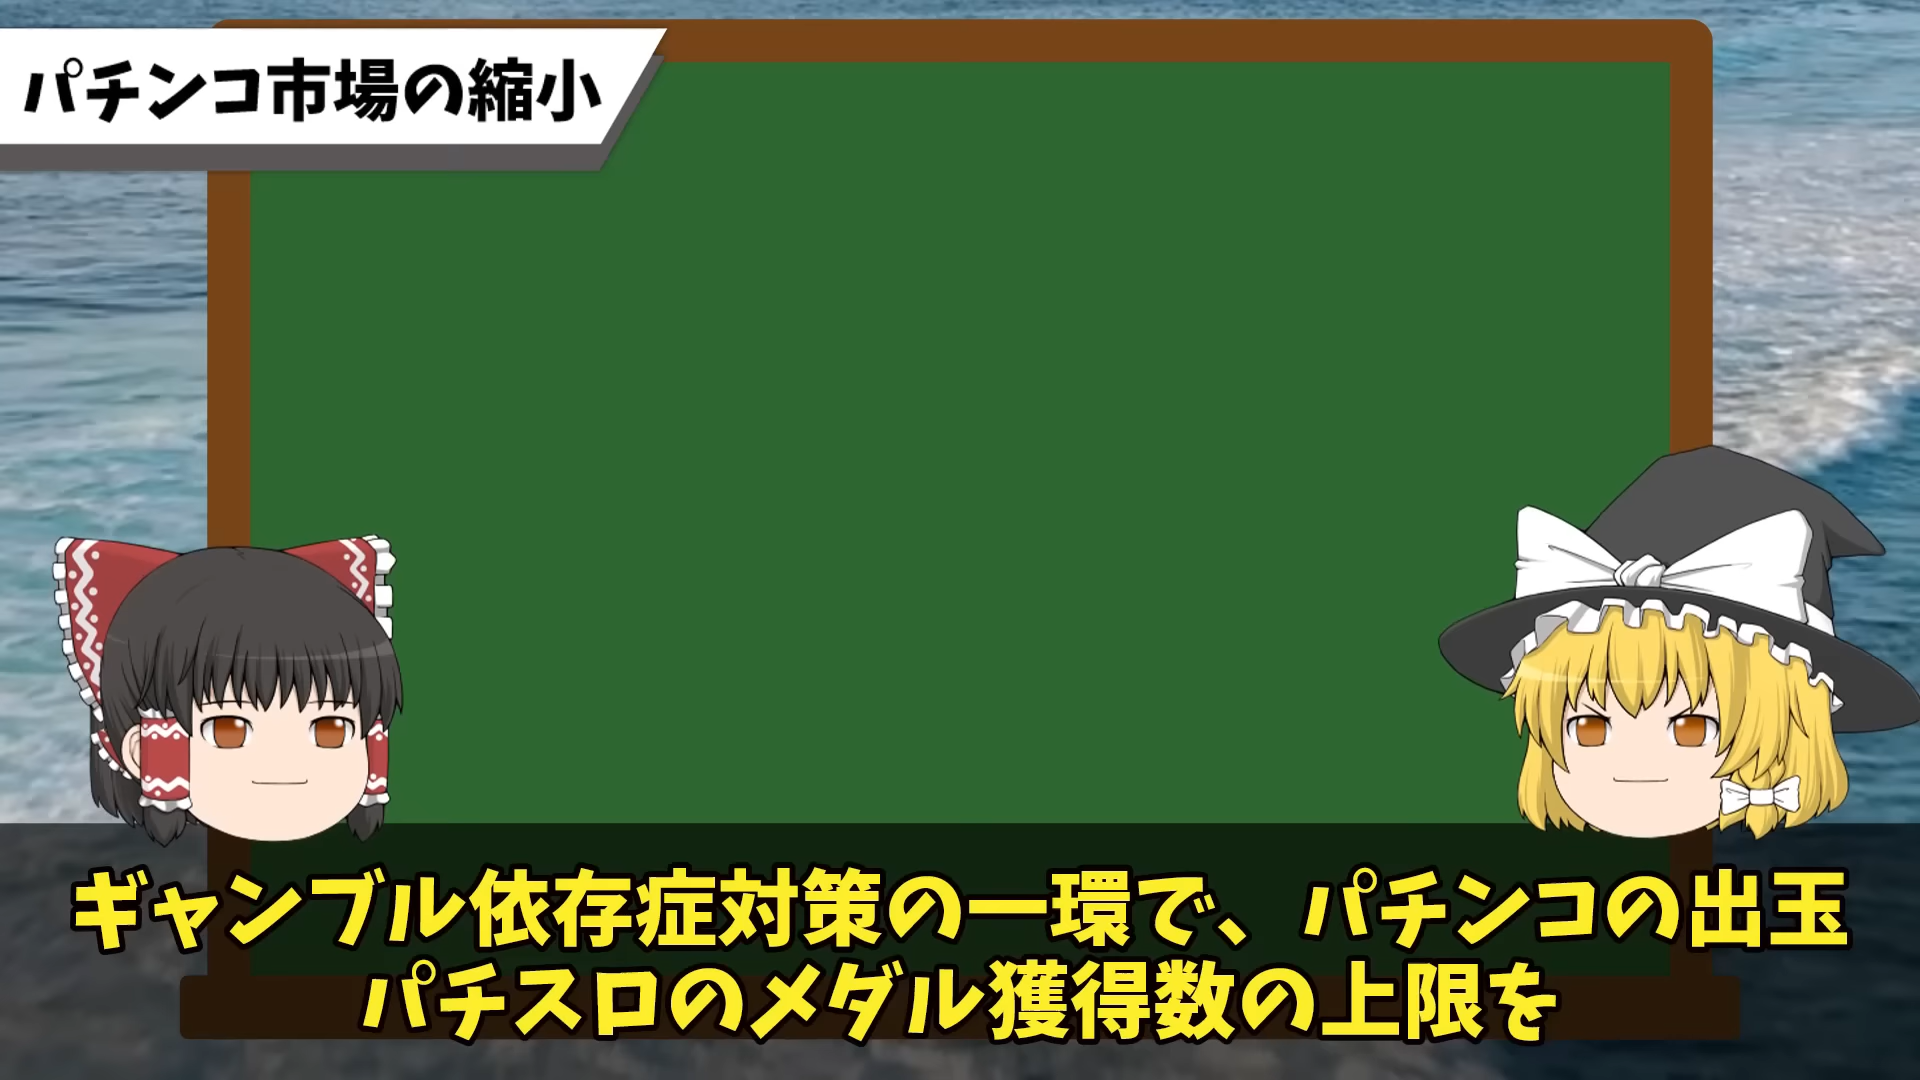 パチンコ市場の縮小
ギャンブル依存症対策の一環で、パチンコの出玉
パチスロのメダル獲得数の上限を